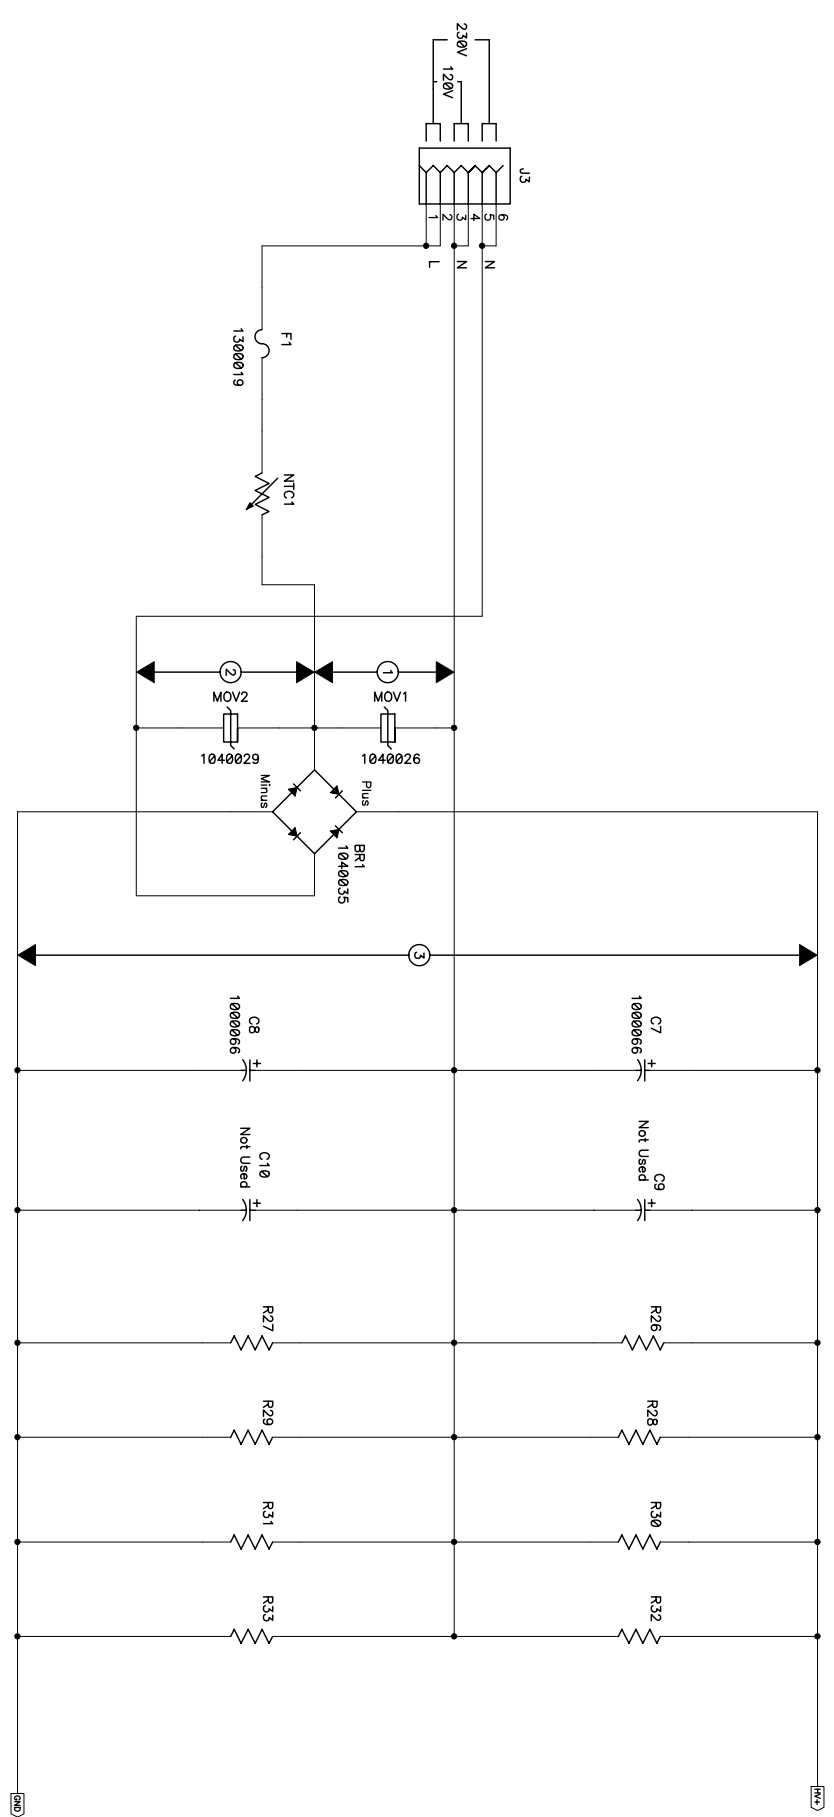 230V
120V
J3
1
2
3
4
5
6
L
N
N
F1
1300019
NTC1
2
1
MOV2
MOV1
1040029
1040026
Minus
Plus
BR1
1040035
3
C8
1000066
+
C7
1000066
+
C10
Not Used
+
C9
Not Used
+
R27
R26
R29
R28
R31
R30
R33
R32
GND
HV+